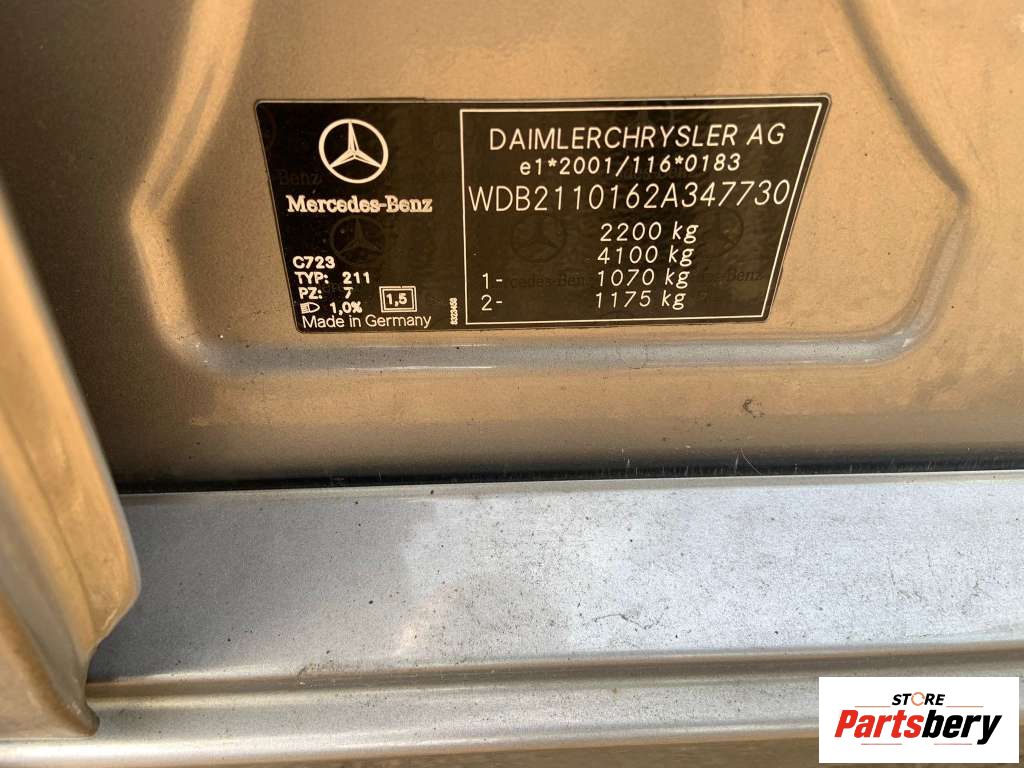 Mercedes-Benz
C723
TYP: 211
PZ: 7
1,0%
1,5
Made in Germany
DAIMLERCHRYSLER AG
e1*2001/116*0183
WDB2110162A347730
2200 kg
4100 kg
1- 1070 kg
2- 1175 kg
STORE
Partsbery